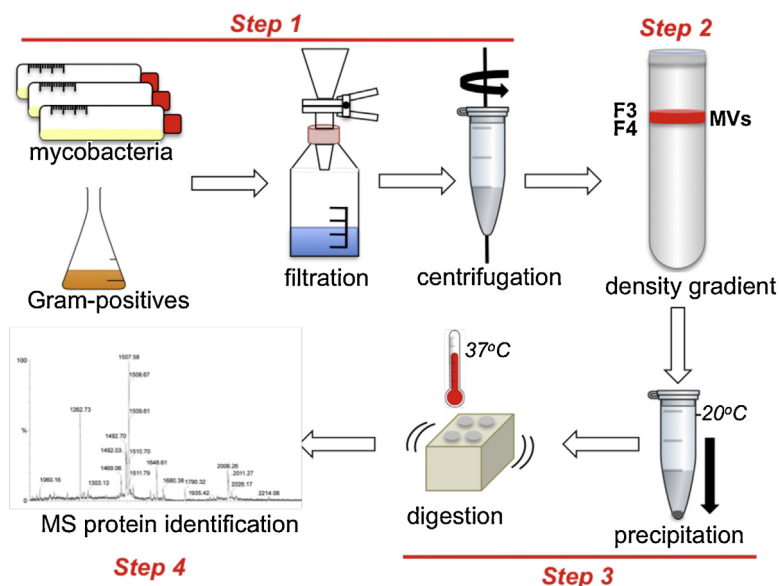 Step 1
Step 2
F3
F4
MVs
mycobacteria
Gram-positives
filtration
centrifugation
density gradient
37°C
-20°C
digestion
precipitation
100
%
0
1507.58
1508.67
1509.61
1262.73
1492.70
1492.03
1469.06
1510.70
1511.79
1648.61
1680.38
1790.32
1935.42
2006.26
2011.27
2026.17
2214.06
1060.16
1303.13
MS protein identification
Step 4
Step 3